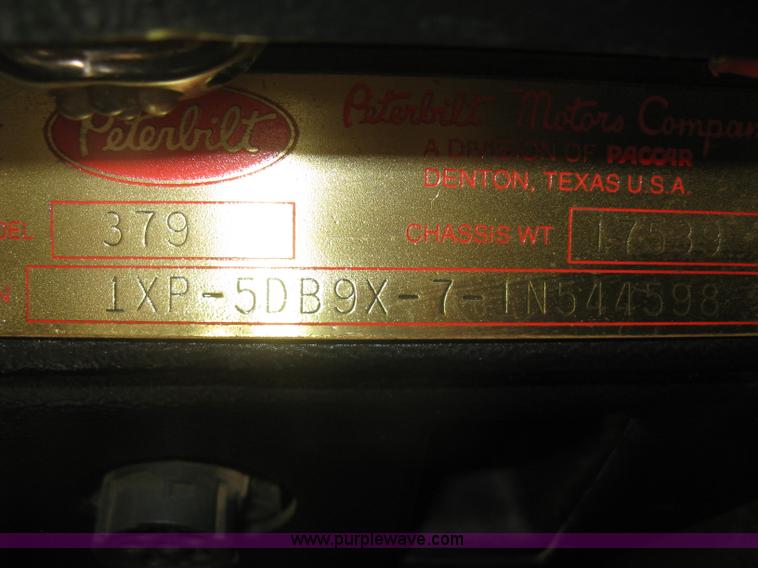 Peterbilt
Peterbilt Motors Compan
A DIVISION OF PACCAR
DENTON, TEXAS U.S.A.
DEL 379 CHASSIS WT 17539
N 1XP-5DB9X-7-1N544598
www.purplewave.com